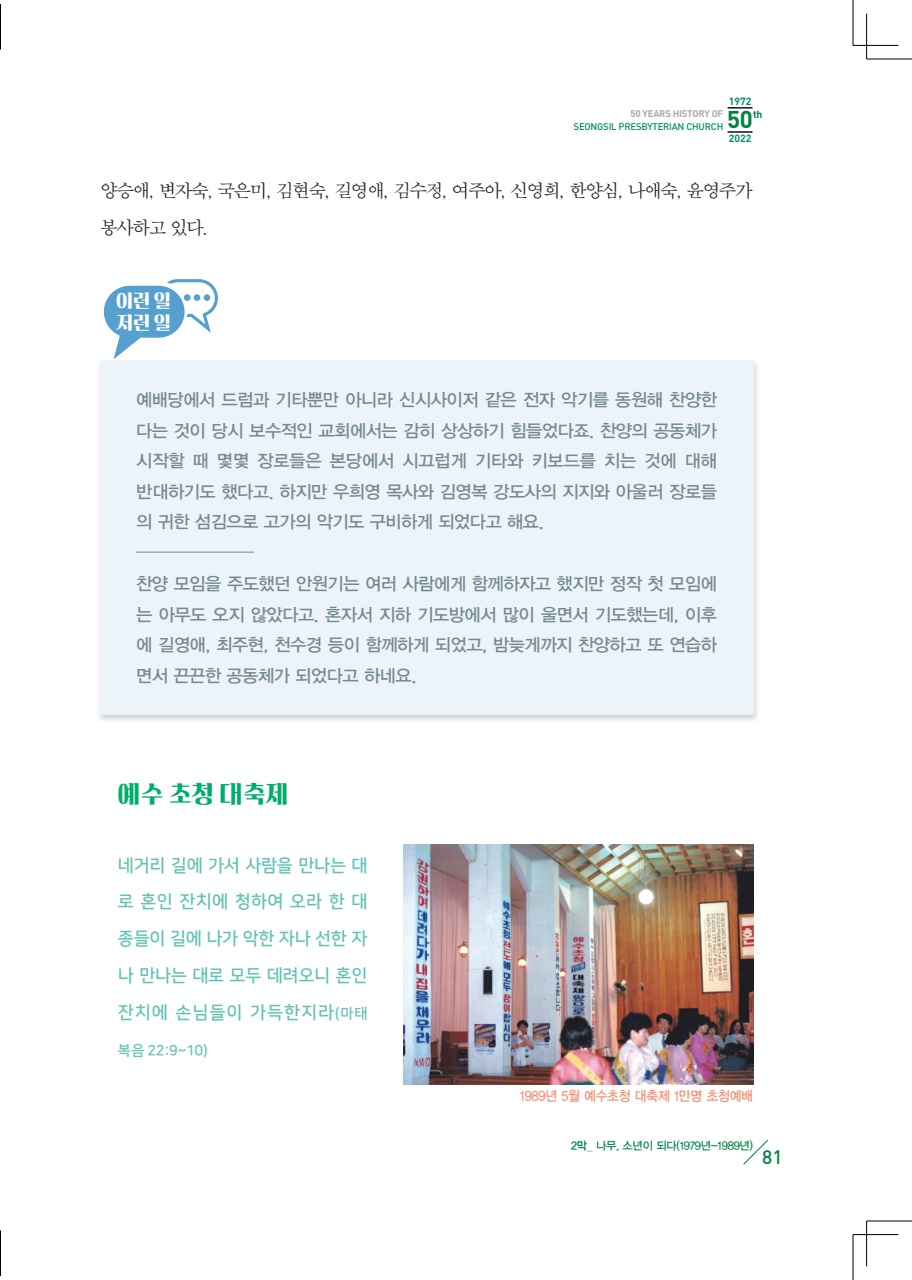 1972
50 YEARS HISTORY OF
SEONGSIL PRESBYTERIAN CHURCH
50th
2022
양승애, 변자숙, 국은미, 김현숙, 길영애, 김수정, 여주아, 신영희, 한양심, 나애숙, 윤영주가
봉사하고 있다.
이런 일
저런 일
예배당에서 드럼과 기타뿐만 아니라 신시사이저 같은 전자 악기를 동원해 찬양한
다는 것이 당시 보수적인 교회에서는 감히 상상하기 힘들었다죠. 찬양의 공동체가
시작할 때 몇몇 장로들은 본당에서 시끄럽게 기타와 키보드를 치는 것에 대해
반대하기도 했다고. 하지만 우희영 목사와 김영복 강도사의 지지와 아울러 장로들
의 귀한 섬김으로 고가의 악기도 구비하게 되었다고 해요.
찬양 모임을 주도했던 안원기는 여러 사람에게 함께하자고 했지만 정작 첫 모임에
는 아무도 오지 않았다고. 혼자서 지하 기도방에서 많이 울면서 기도했는데, 이후
에 길영애, 최주현, 천수경 등이 함께하게 되었고, 밤늦게까지 찬양하고 또 연습하
면서 끈끈한 공동체가 되었다고 하네요.
예수 초청 대축제
네거리 길에 가서 사람을 만나는 대
로 혼인 잔치에 청하여 오라 한 대
종들이 길에 나가 악한 자나 선한 자
나 만나는 대로 모두 데려오니 혼인
잔치에 손님들이 가득한지라(마태
복음 22:9~10)
강권하여 데려다가 내 집을 채우라
예수초청 전도에 모두 참여합시다.
예수초청 대축제
1989년 5월 예수초청 대축제 1만명 초청예배
2막_ 나무, 소년이 되다(1979년-1989년)
81